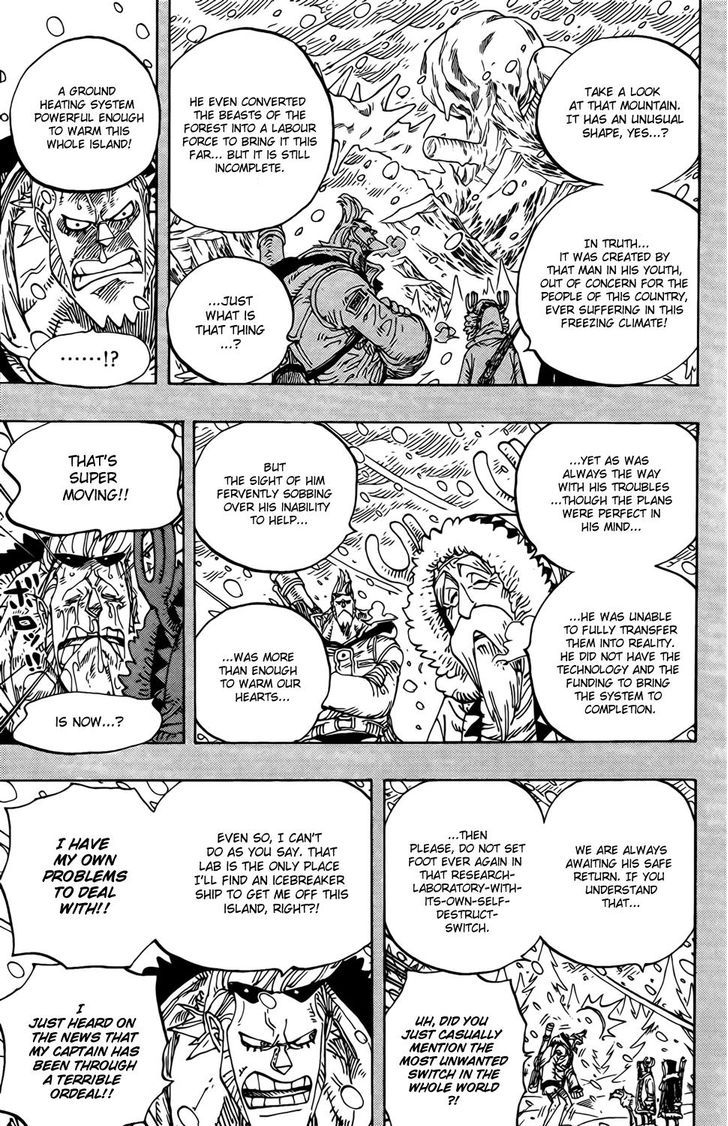 TAKE A LOOK
AT THAT MOUNTAIN.
IT HAS AN UNUSUAL
SHAPE, YES...?
IN TRUTH...
IT WAS CREATED BY
THAT MAN IN HIS YOUTH,
OUT OF CONCERN FOR THE
PEOPLE OF THIS COUNTRY,
EVER SUFFERING IN THIS
FREEZING CLIMATE!
HE EVEN CONVERTED
THE BEASTS OF THE
FOREST INTO A LABOUR
FORCE TO BRING IT THIS
FAR... BUT IT IS STILL
INCOMPLETE.
...JUST
WHAT IS
THAT THING
...?
A GROUND
HEATING SYSTEM
POWERFUL ENOUGH
TO WARM THIS
WHOLE ISLAND!
......!?
...YET AS WAS
ALWAYS THE WAY
WITH HIS TROUBLES
...THOUGH THE PLANS
WERE PERFECT IN
HIS MIND...
...HE WAS UNABLE
TO FULLY TRANSFER
THEM INTO REALITY.
HE DID NOT HAVE THE
TECHNOLOGY AND THE
FUNDING TO BRING
THE SYSTEM TO
COMPLETION.
BUT
THE SIGHT OF HIM
FERVENTLY SOBBING
OVER HIS INABILITY
TO HELP...
...WAS MORE
THAN ENOUGH
TO WARM OUR
HEARTS...
THAT'S
SUPER
MOVING!!
ボロッ!!
IS NOW...?
WE ARE ALWAYS
AWAITING HIS SAFE
RETURN. IF YOU
UNDERSTAND
THAT...
...THEN
PLEASE, DO NOT SET
FOOT EVER AGAIN IN
THAT RESEARCH-
LABORATORY-WITH-
ITS-OWN-SELF-
DESTRUCT-
SWITCH.
UH, DID YOU
JUST CASUALLY
MENTION THE
MOST UNWANTED
SWITCH IN THE
WHOLE WORLD
?!
EVEN SO, I CAN'T
DO AS YOU SAY. THAT
LAB IS THE ONLY PLACE
I'LL FIND AN ICEBREAKER
SHIP TO GET ME OFF THIS
ISLAND, RIGHT?!
I HAVE
MY OWN
PROBLEMS
TO DEAL
WITH!!
I
JUST HEARD ON
THE NEWS THAT
MY CAPTAIN HAS
BEEN THROUGH
A TERRIBLE
ORDEAL!!